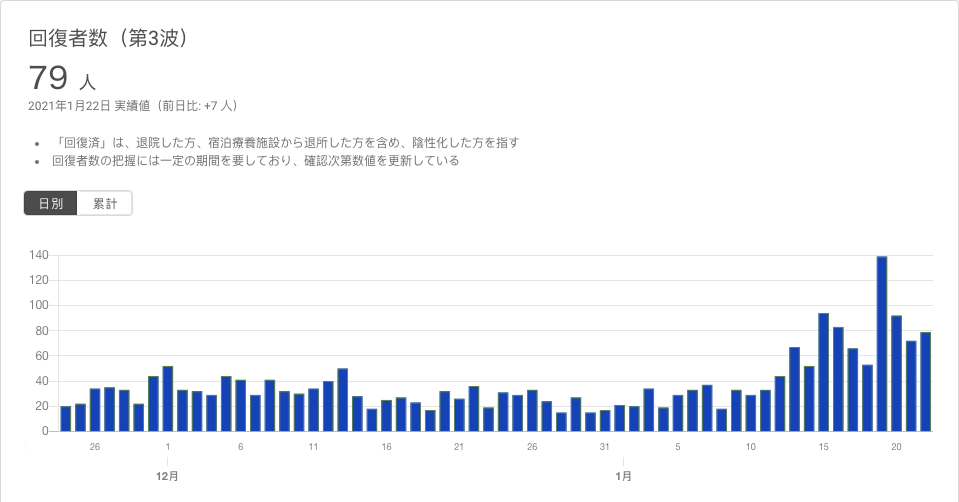 回復者数（第3波）
79 人
2021年1月22日 実績値（前日比: +7 人）
• 「回復済」は、退院した方、宿泊療養施設から退所した方を含め、陰性化した方を指す
• 回復者数の把握には一定の期間を要しており、確認次第数値を更新している
日別 累計
140
120
100
80
60
40
20
0
26 1 6 11 16 21 26 31 5 10 15 20
12月 1月